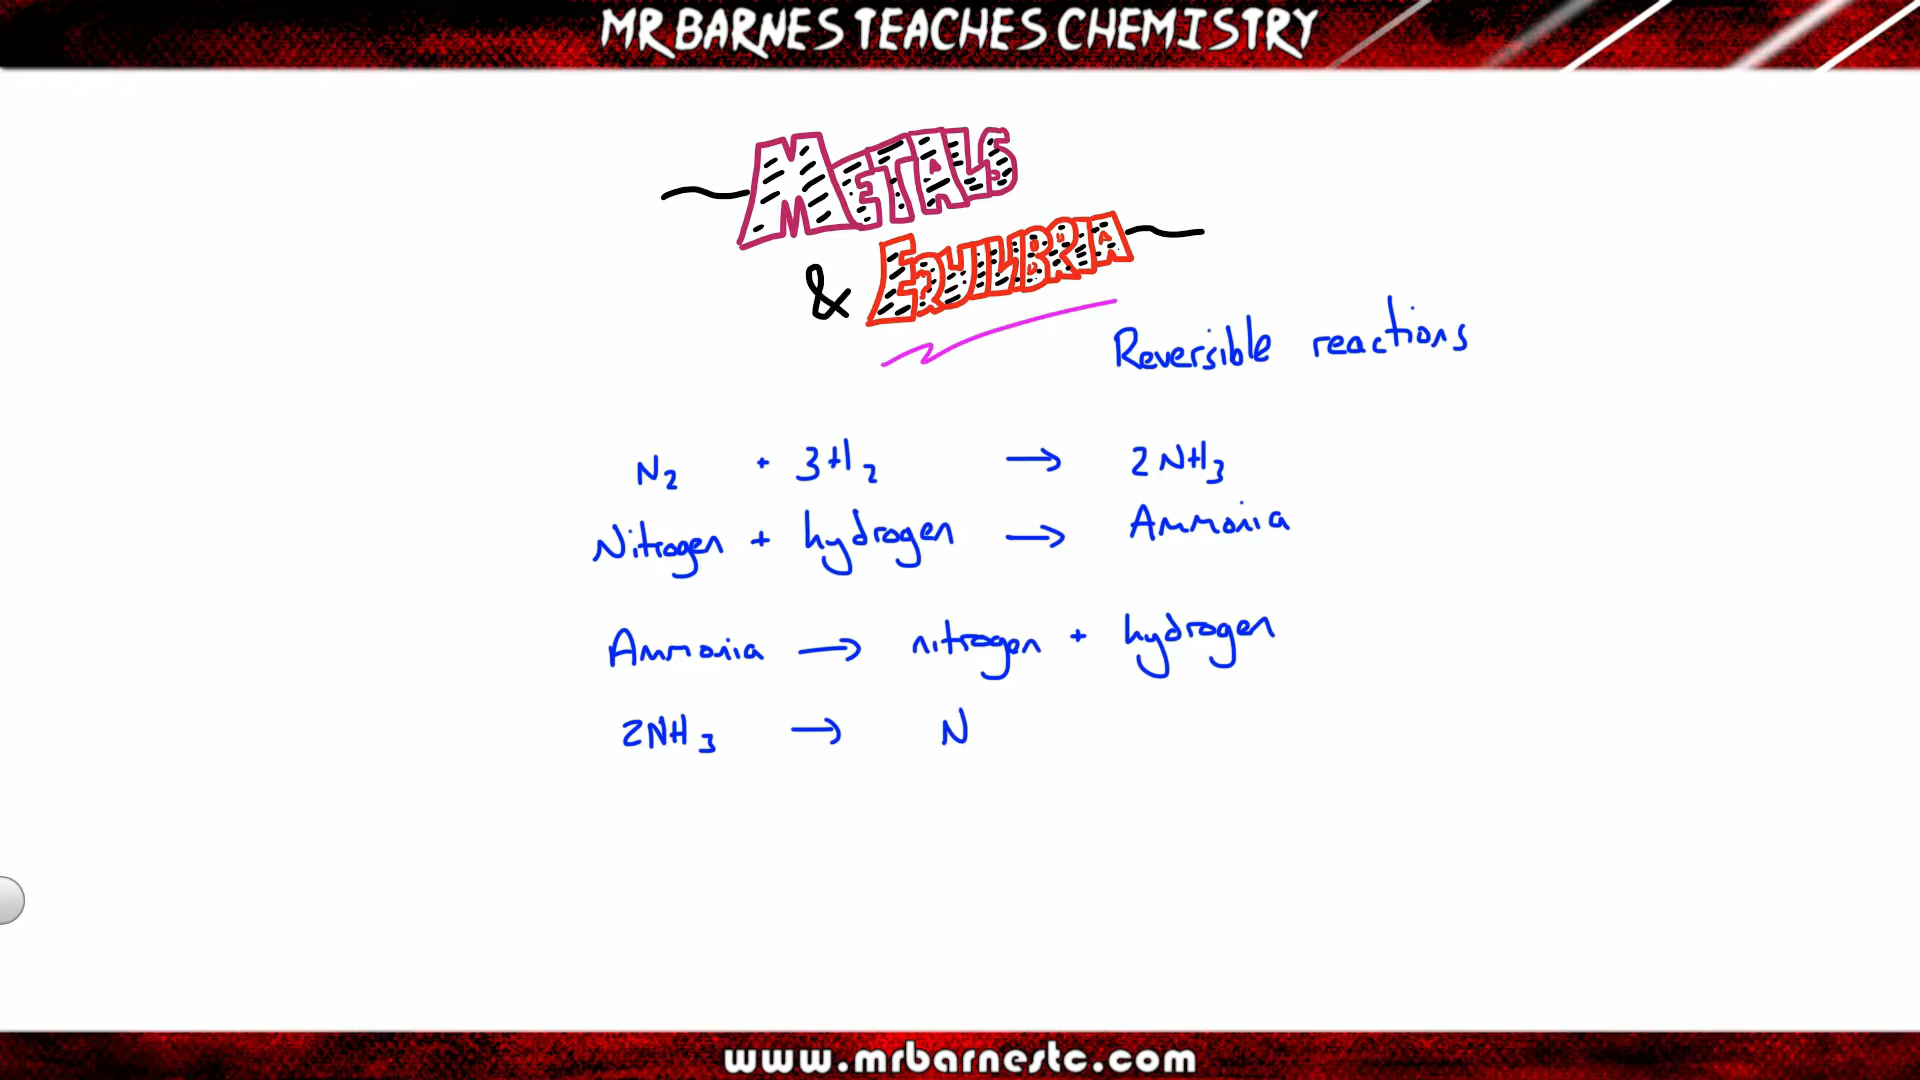 MR BARNES TEACHES CHEMISTRY
METALS
& EQUILIBRIA
Reversible reactions
N₂ + 3H₂ → 2NH₃
Nitrogen + hydrogen → Ammonia
Ammonia → nitrogen + hydrogen
2NH₃ → N
www.mrbarnestc.com